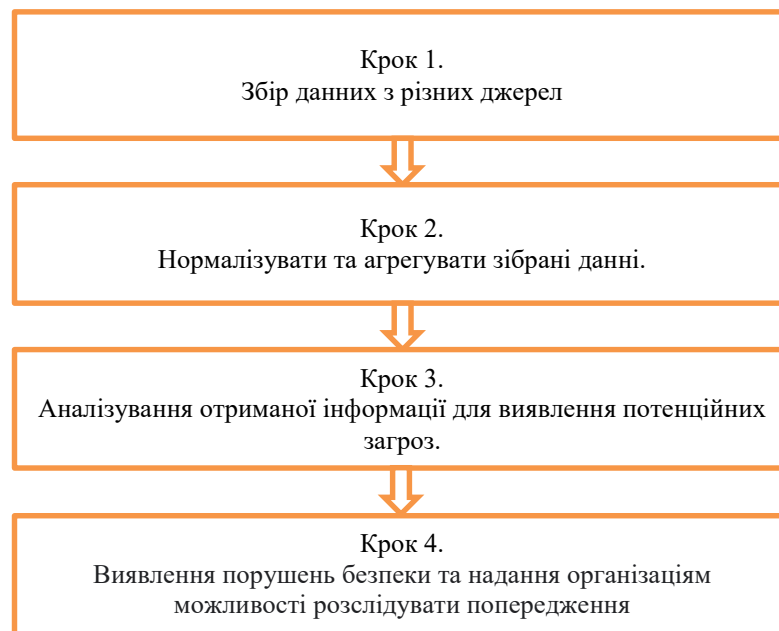 Крок 1.
Збір данних з різних джерел
Крок 2.
Нормалізувати та агрегувати зібрані данні.
Крок 3.
Аналізування отриманої інформації для виявлення потенційних
загроз.
Крок 4.
Виявлення порушень безпеки та надання організаціям
можливості розслідувати попередження